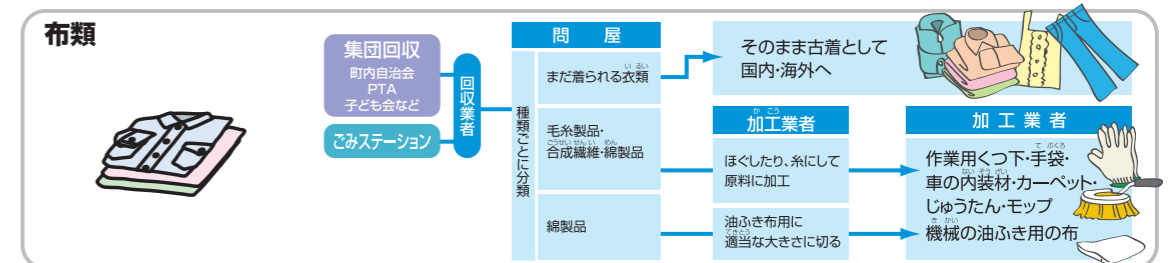 布類
集団回収
町内自治会
PTA
子ども会など
ごみステーション
回収業者
問屋
種類ごとに分類
まだ着られる衣類
いるい
毛糸製品・
合成繊維・綿製品
ごうせいせんい めん
綿製品
そのまま古着として
国内・海外へ
加工業者
かこう
ほぐしたり、糸にして
原料に加工
油ふき布用に
適当な大きさに切る
てきとう
加工業者
作業用くつ下・手袋・
てぶくろ
車の内装材・カーペット・
ないそうざい
じゅうたん・モップ
機械の油ふき用の布
きかい